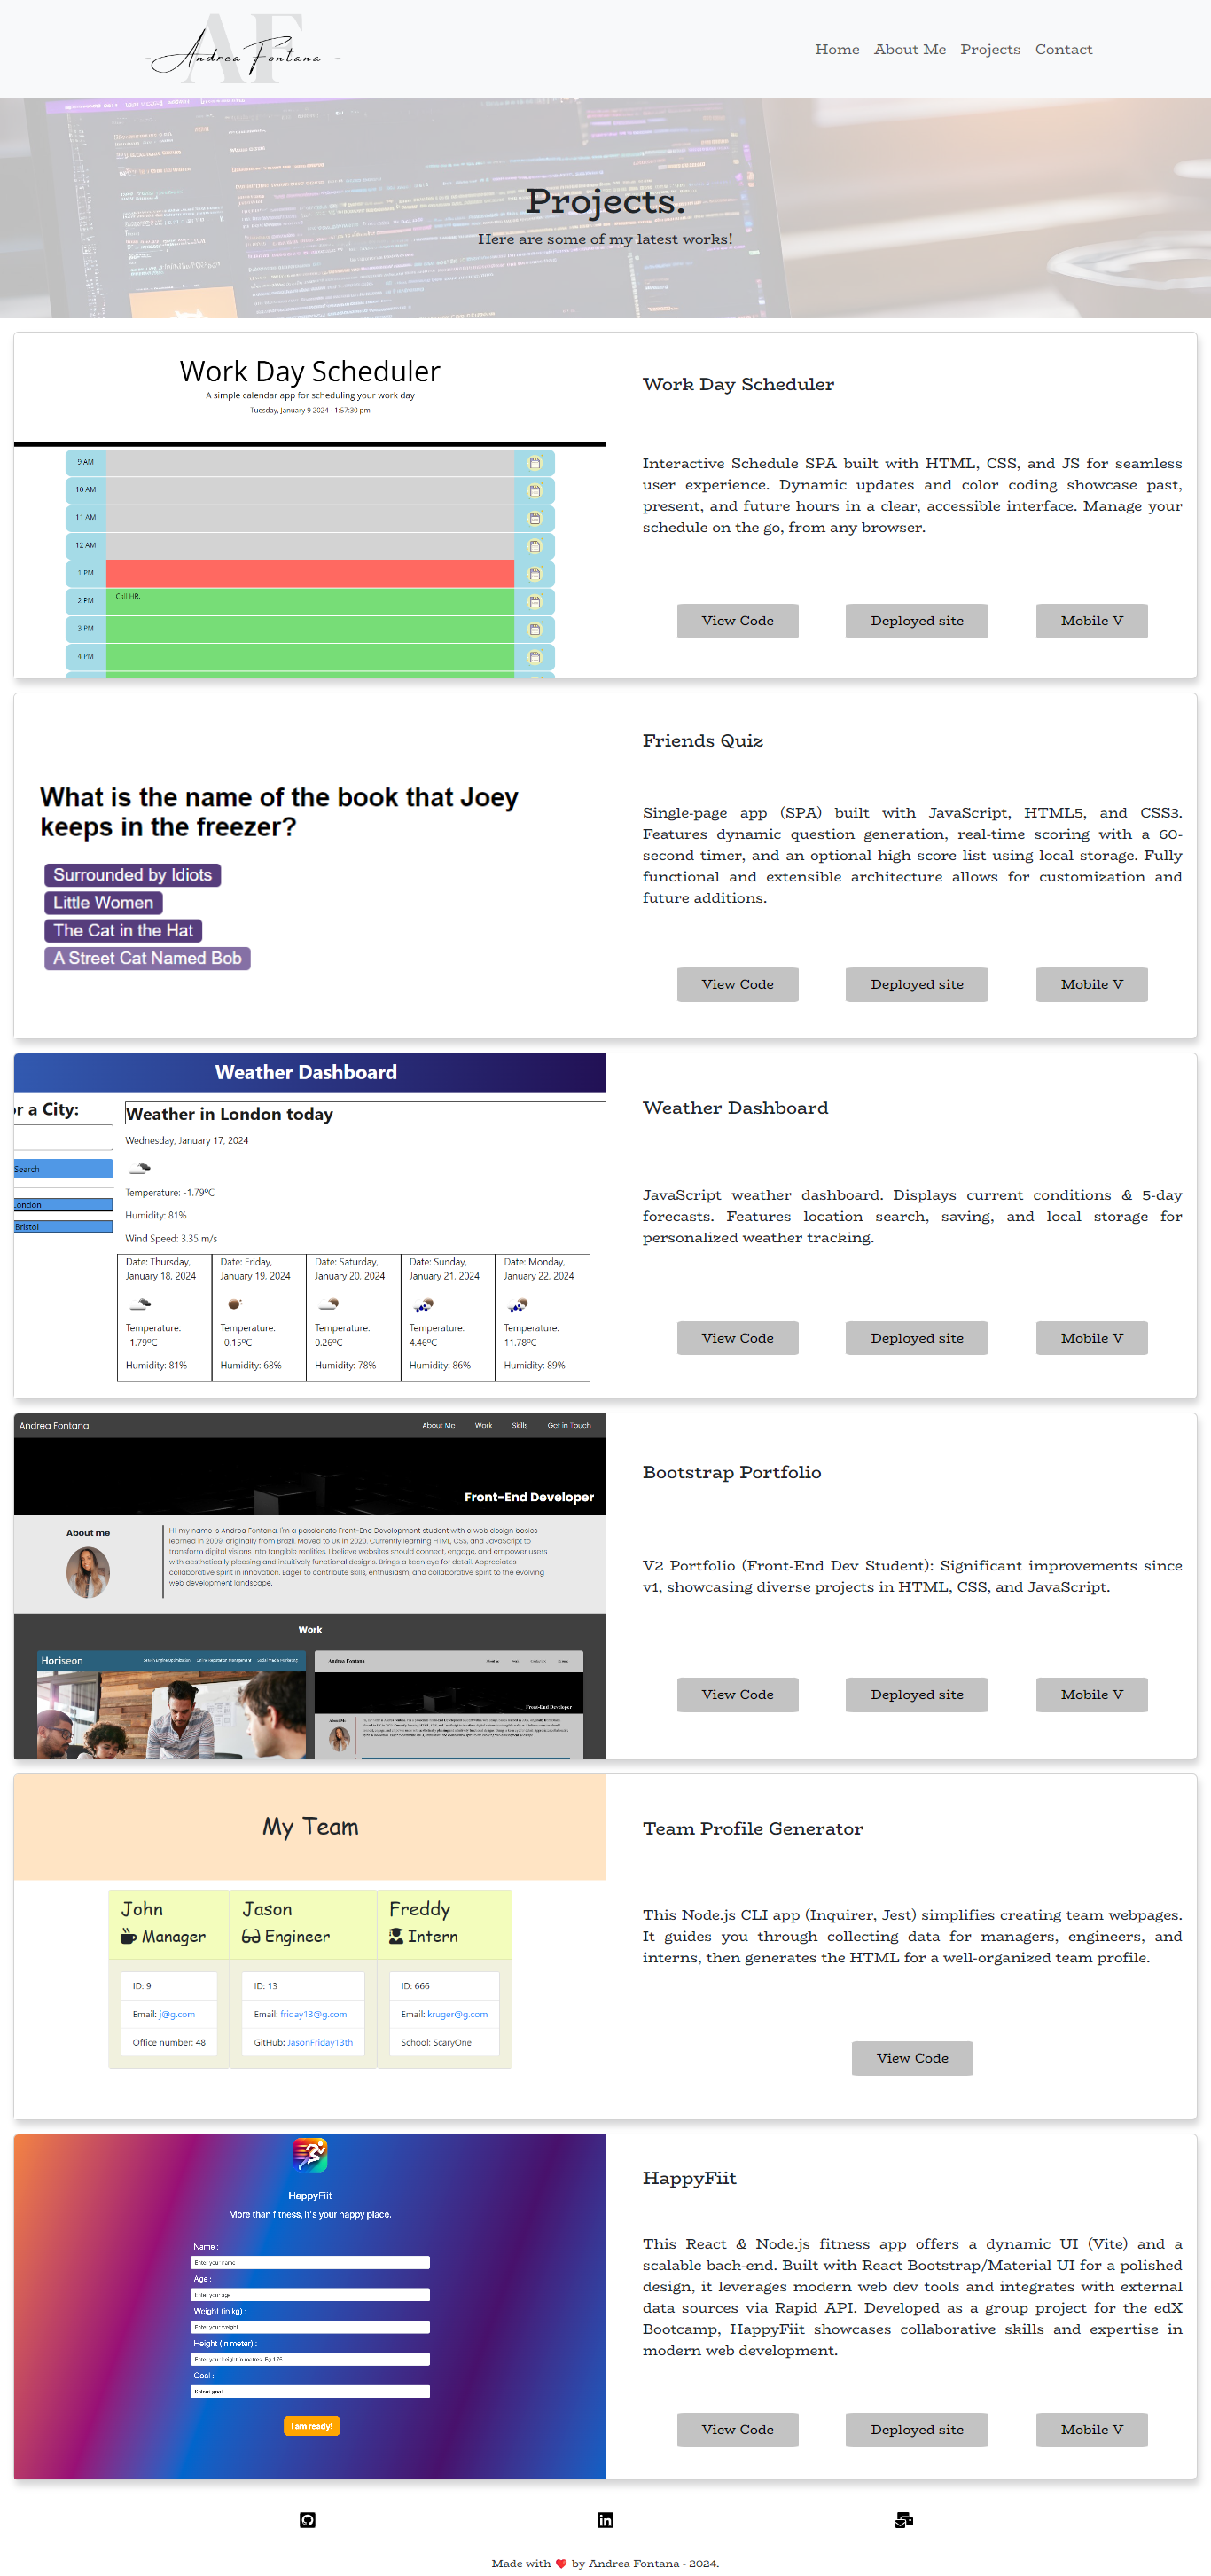 AF
- Andrea Fontana -
Home About Me Projects Contact
Projects.
Here are some of my latest works!
Work Day Scheduler
A simple calendar app for scheduling your work day
Tuesday, January 9 2024 - 1:57:30 pm
9 AM
10 AM
11 AM
12 AM
1 PM
2 PM Call HR.
3 PM
4 PM
Work Day Scheduler
Interactive Schedule SPA built with HTML, CSS, and JS for seamless
user experience. Dynamic updates and color coding showcase past,
present, and future hours in a clear, accessible interface. Manage your
schedule on the go, from any browser.
View Code Deployed site Mobile V
What is the name of the book that Joey
keeps in the freezer?
Surrounded by Idiots
Little Women
The Cat in the Hat
A Street Cat Named Bob
Friends Quiz
Single-page app (SPA) built with JavaScript, HTML5, and CSS3.
Features dynamic question generation, real-time scoring with a 60-
second timer, and an optional high score list using local storage. Fully
functional and extensible architecture allows for customization and
future additions.
View Code Deployed site Mobile V
Weather Dashboard
or a City:
Search
London
Bristol
Weather in London today
Wednesday, January 17, 2024
Temperature: -1.79ºC
Humidity: 81%
Wind Speed: 3.35 m/s
Date: Thursday, Date: Friday, Date: Saturday, Date: Sunday, Date: Monday,
January 18, 2024 January 19, 2024 January 20, 2024 January 21, 2024 January 22, 2024
Temperature: Temperature: Temperature: Temperature: Temperature:
-1.79ºC -0.15ºC 0.26ºC 4.46ºC 11.78ºC
Humidity: 81% Humidity: 68% Humidity: 78% Humidity: 86% Humidity: 89%
Weather Dashboard
JavaScript weather dashboard. Displays current conditions & 5-day
forecasts. Features location search, saving, and local storage for
personalized weather tracking.
View Code Deployed site Mobile V
Andrea Fontana About Me Work Skills Get in Touch
Front-End Developer
About me
Hi, my name is Andrea Fontana. I'm a passionate Front-End Development student with a web design basics
learned in 2009, originally from Brazil. Moved to UK in 2020. Currently learning HTML, CSS, and JavaScript to
transform digital visions into tangible realities. I believe websites should connect, engage, and empower users
with aesthetically pleasing and intuitively functional designs. Brings a keen eye for detail. Appreciates
collaborative spirit in innovation. Eager to contribute skills, enthusiasm, and collaborative spirit to the evolving
web development landscape.
Work
Horiseon
Andrea Fontana
Front-End Developer
Bootstrap Portfolio
V2 Portfolio (Front-End Dev Student): Significant improvements since
v1, showcasing diverse projects in HTML, CSS, and JavaScript.
View Code Deployed site Mobile V
My Team
John Jason Freddy
Manager Engineer Intern
ID: 9 ID: 13 ID: 666
Email: j@g.com Email: friday13@g.com Email: kruger@g.com
Office number: 48 GitHub: JasonFriday13th School: ScaryOne
Team Profile Generator
This Node.js CLI app (Inquirer, Jest) simplifies creating team webpages.
It guides you through collecting data for managers, engineers, and
interns, then generates the HTML for a well-organized team profile.
View Code
HappyFiit
More than fitness, It's your happy place.
Name :
Enter your name
Age :
Enter your age
Weight (in kg) :
Enter your weight
Height (in meter) :
Enter your height in metres. Eg 1.75
Goal :
Select goal
I am ready!
HappyFiit
This React & Node.js fitness app offers a dynamic UI (Vite) and a
scalable back-end. Built with React Bootstrap/Material UI for a polished
design, it leverages modern web dev tools and integrates with external
data sources via Rapid API. Developed as a group project for the edX
Bootcamp, HappyFiit showcases collaborative skills and expertise in
modern web development.
View Code Deployed site Mobile V
Made with ❤️ by Andrea Fontana - 2024.